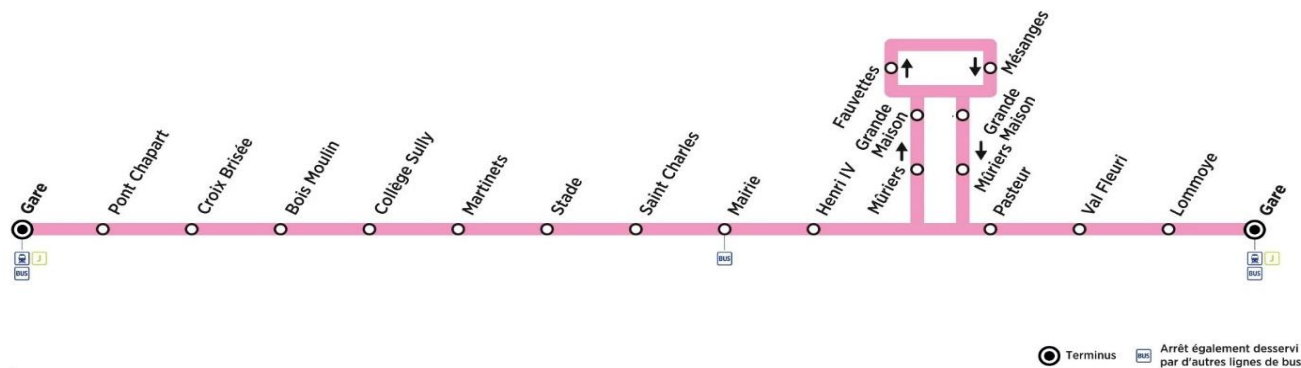 Gare
J
BUS
Pont Chapart
Croix Brisée
Bois Moulin
Collège Sully
Martinets
Stade
Saint Charles
Mairie
BUS
Henri IV
Mûriers
Grande
Maison
Fauvettes
Mésanges
Grande
Maison
Mûriers
Pasteur
Val Fleuri
Lommoye
Gare
J
BUS
Terminus
BUS
Arrêt également desservi
par d'autres lignes de bus